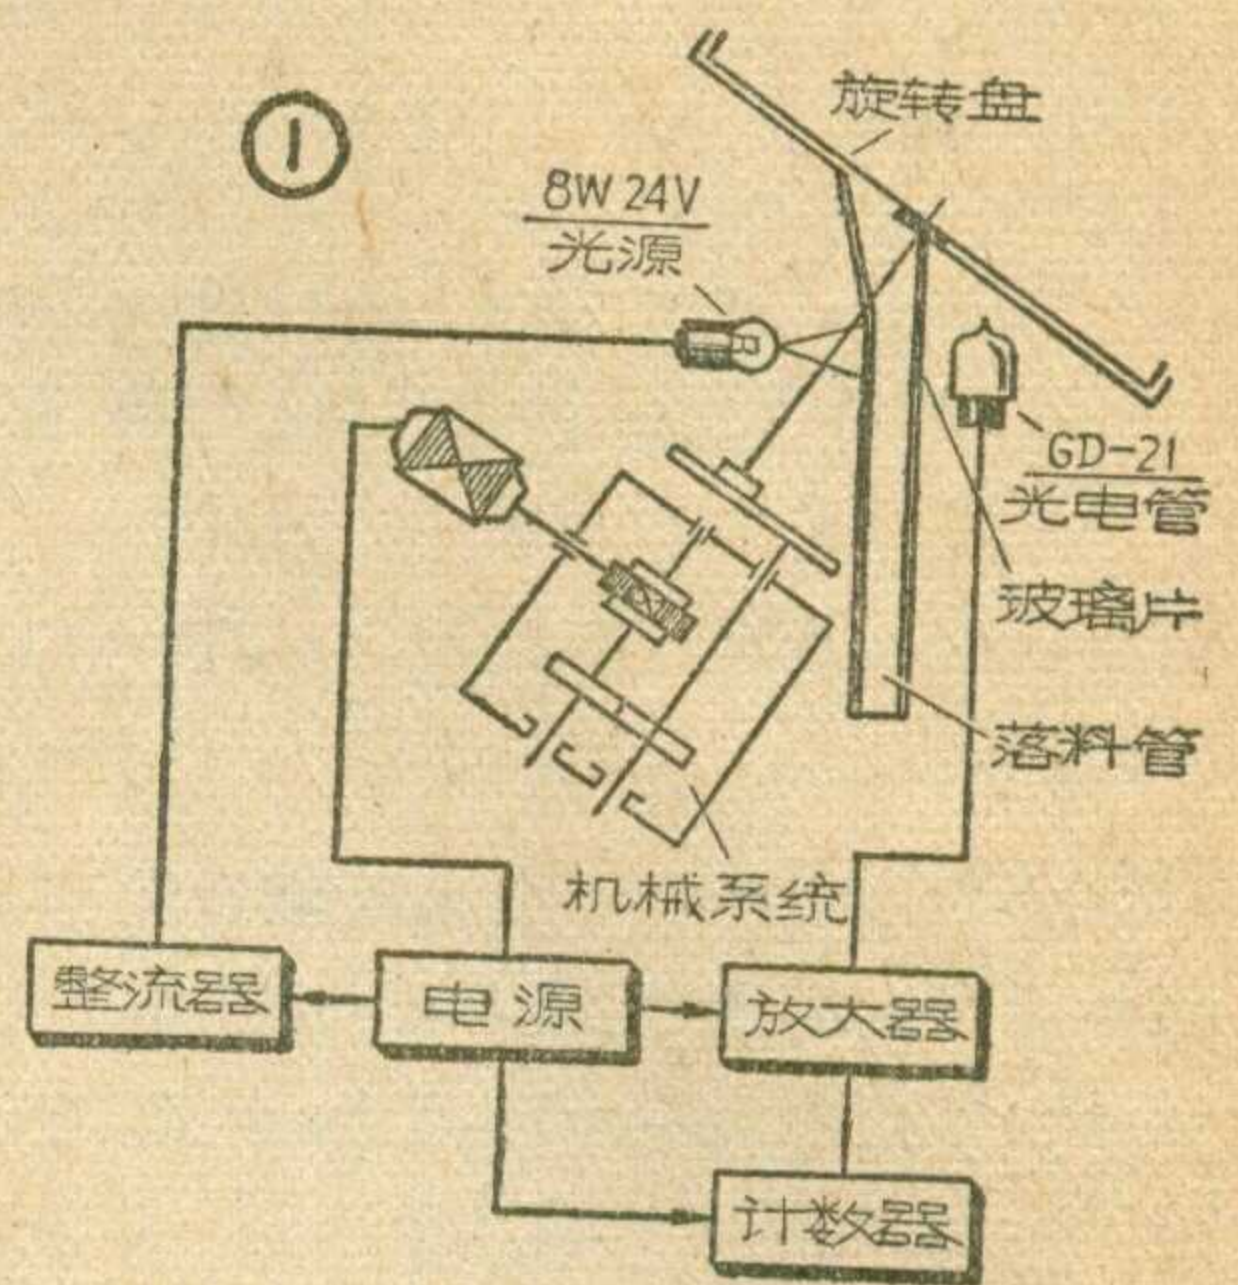 ①
旋转盘
8W 24V
光源
GD-21
光电管
玻璃片
落料管
机械系统
整流器
电源
放大器
计数器